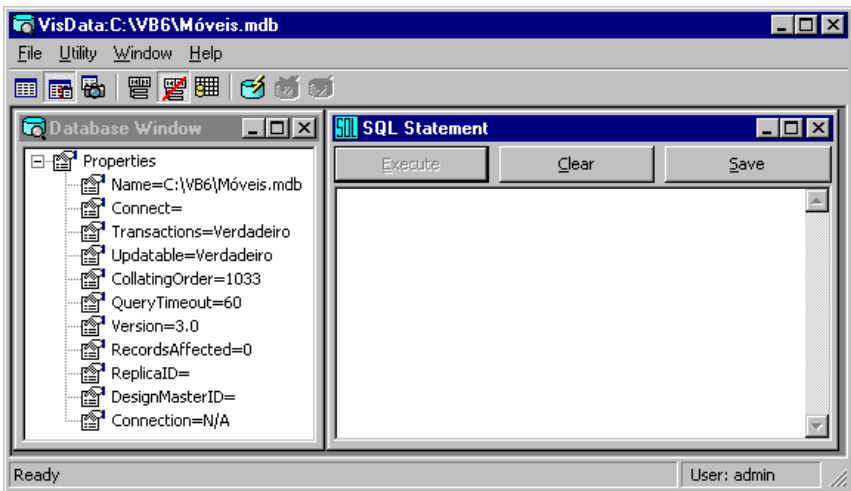 VisData:C:\VB6\Móveis.mdb
File Utility Window Help
Database Window
Properties
Name=C:\VB6\Móveis.mdb
Connect=
Transactions=Verdadeiro
Updatable=Verdadeiro
CollatingOrder=1033
QueryTimeout=60
Version=3.0
RecordsAffected=0
ReplicaID=
DesignMasterID=
Connection=N/A
SQL SQL Statement
Execute Clear Save
Ready User: admin